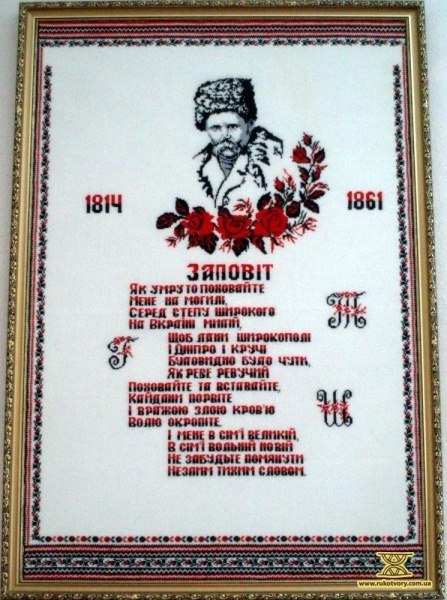 1814
1861
ЗАПОВІТ
Як умру то поховайте
Мене на могилі,
Серед степу широкого
На Вкраїні милій,
Т
Щоб лани широкополі
Г
І Дніпро і кручі
Було видно було чути,
Як реве ревучий
Поховайте та вставайте,
Кайдани порвіте
І вражою злою кров'ю
Ш
Волю окропіте.
І мене в сім'ї великій,
В сім'ї вольній новій
Не забудьте помянути
Незлим тихим словом.
www.rukotvory.com.ua